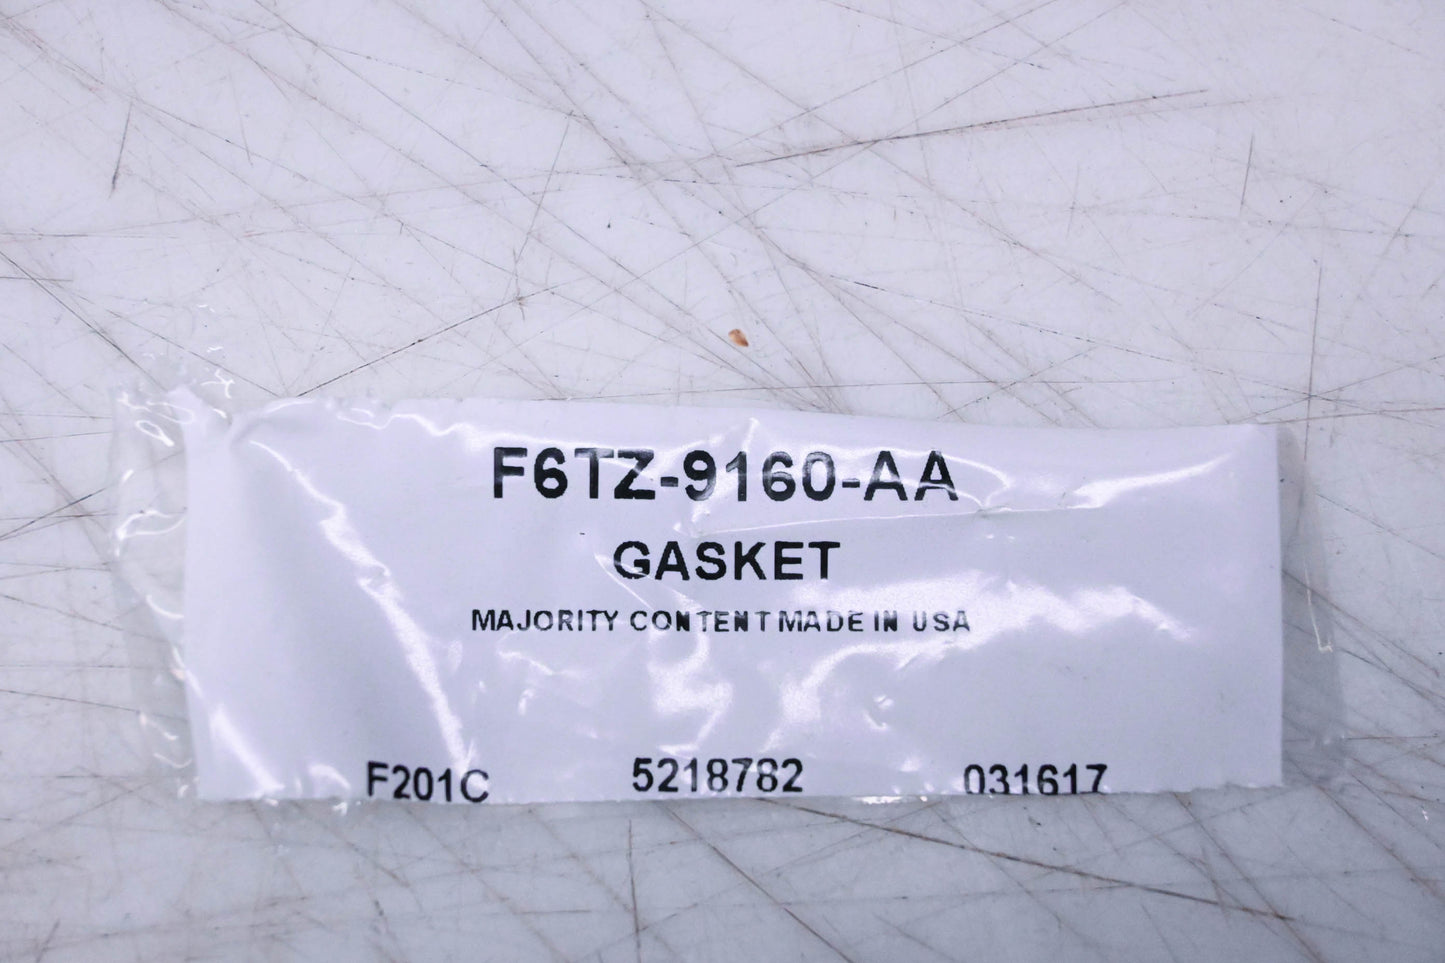 F6TZ-9160-AA
GASKET
MAJORITY CONTENT MADE IN USA
F201C 5218782 031617